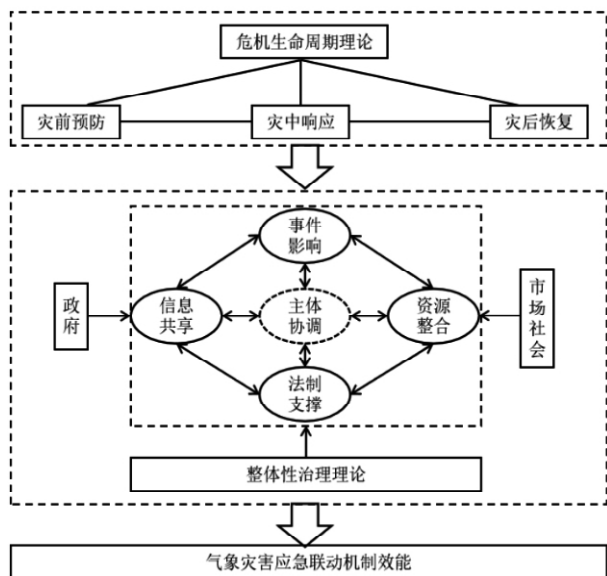 危机生命周期理论
灾前预防
灾中响应
灾后恢复
事件
影响
政府
信息
共享
主体
协调
资源
整合
市场社会
法制
支撑
整体性治理理论
气象灾害应急联动机制效能